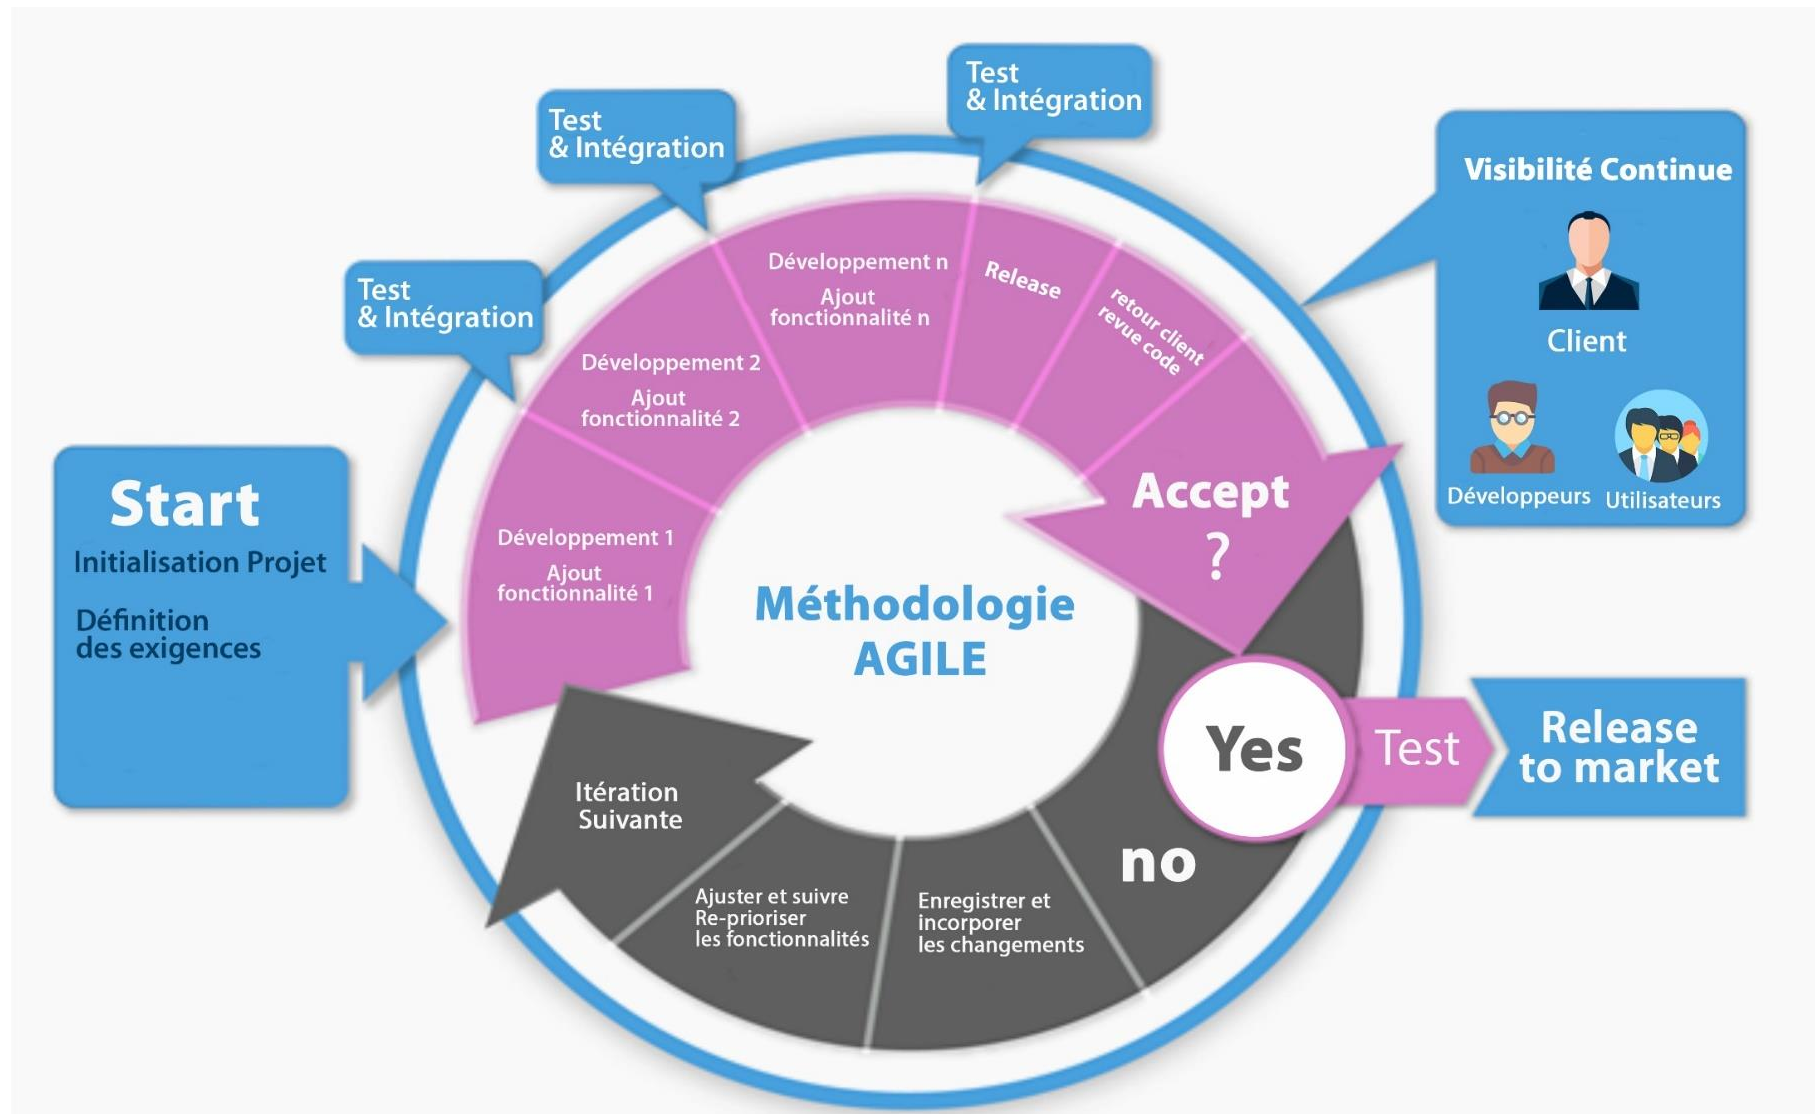 Test
& Intégration
Test
& Intégration
Test
& Intégration
Visibilité Continue
Client
Développeurs
Utilisateurs
Start
Initialisation Projet
Définition
des exigences
Développement 1
Ajout
fonctionnalité 1
Développement 2
Ajout
fonctionnalité 2
Développement n
Ajout
fonctionnalité n
Release
retour client
revue code
Accept
?
Méthodologie
AGILE
Yes
Test
Release
to market
no
Enregistrer et
incorporer
les changements
Ajuster et suivre
Re-prioriser
les fonctionnalités
Itération
Suivante